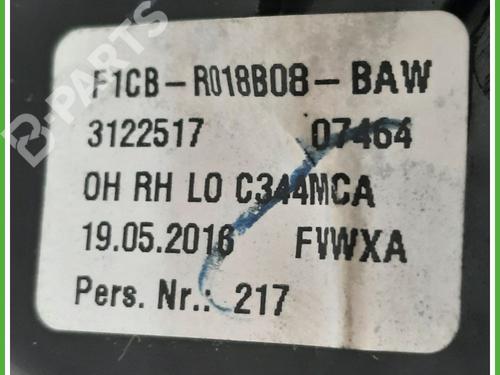 B-PARTS
F1CB-R018B08-BAW
3122517 07464
OH RH LO C344MCA
19.05.2016 FVWXA
Pers. Nr.: 217